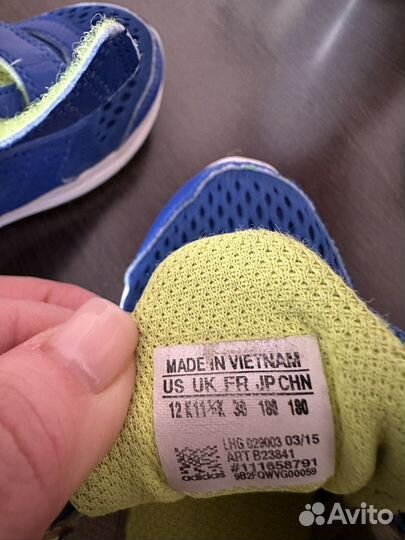 MADE IN VIETNAM
US UK FR JP CHN
12K 11½K 30 180 180
LHG 029003 03/15
ART B23841
#111658791
adidas
9B2FQWVG00059
Avito